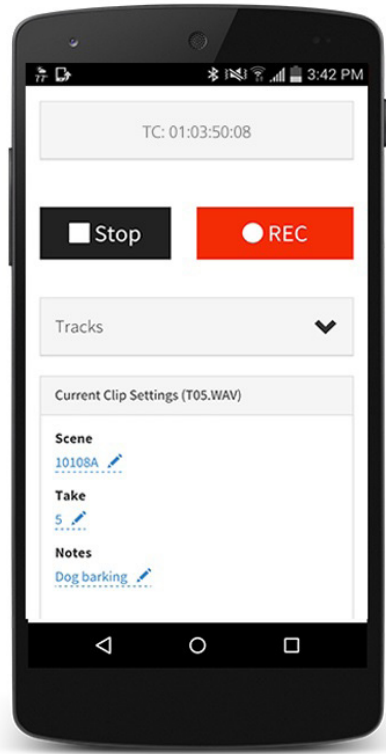 3:42 PM
TC: 01:03:50:08
Stop
REC
Tracks
Current Clip Settings (T05.WAV)
Scene
10108A
Take
5
Notes
Dog barking